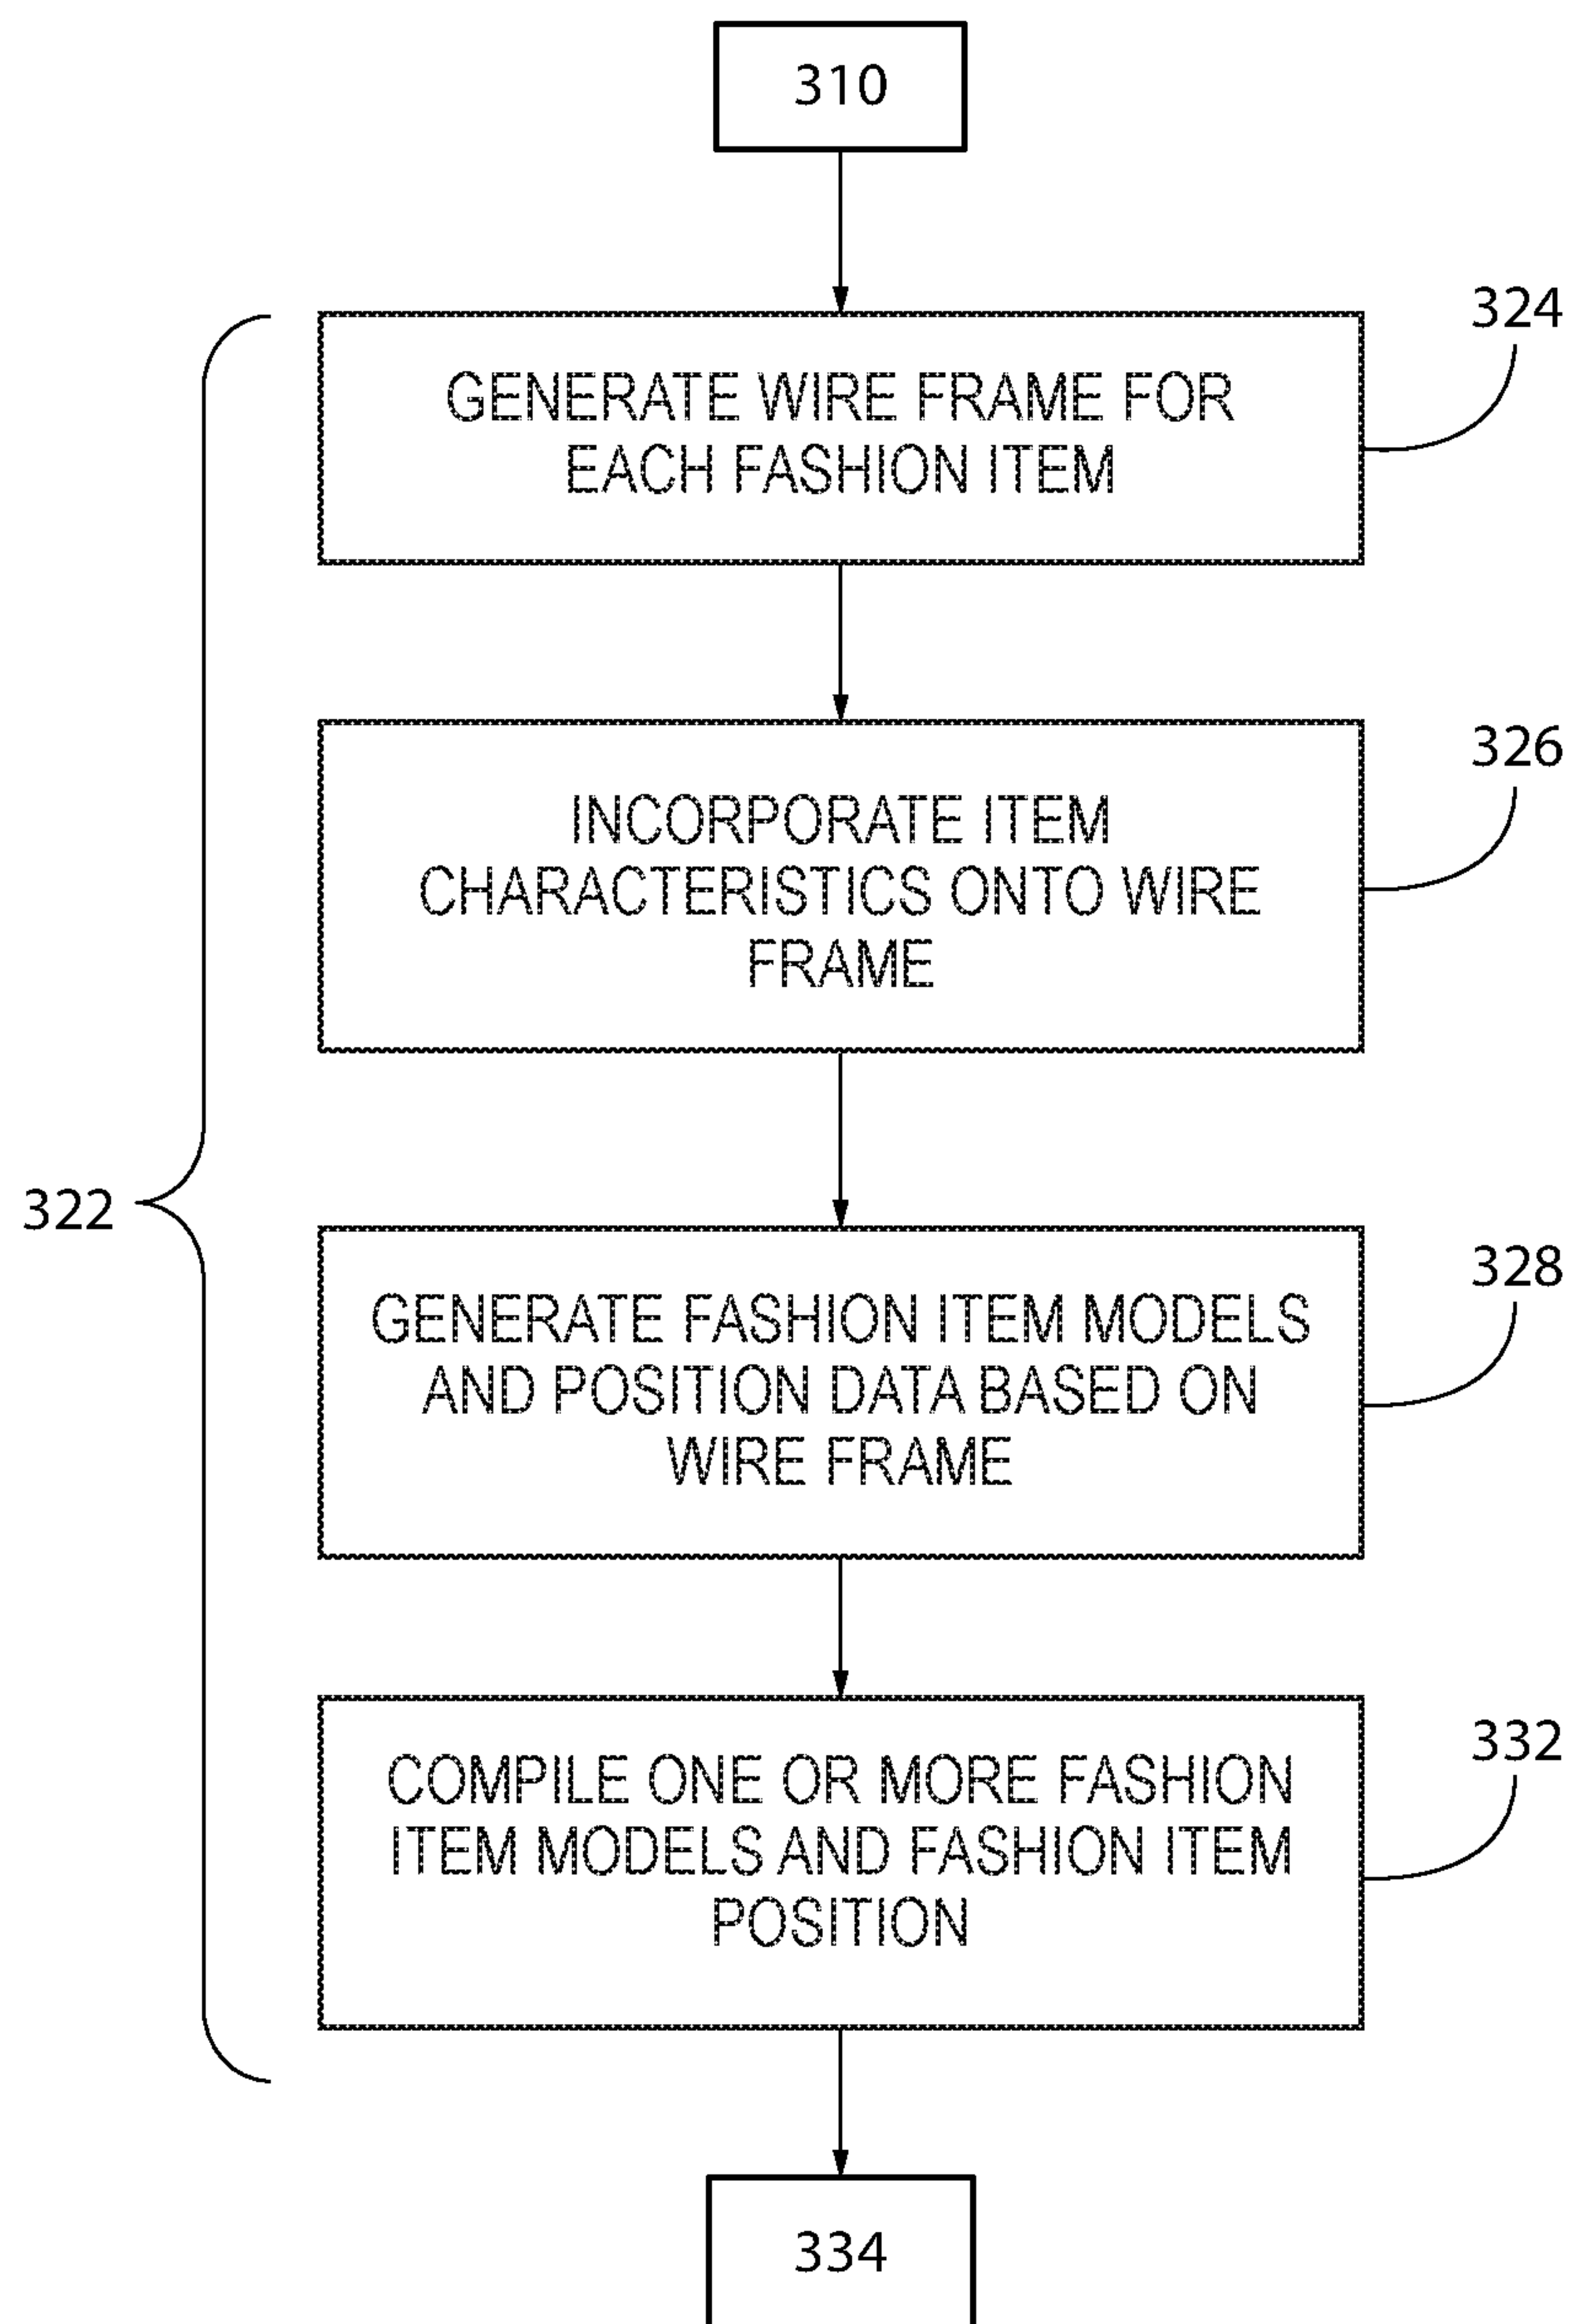 310
324
GENERATE WIRE FRAME FOR
EACH FASHION ITEM
326
INCORPORATE ITEM
CHARACTERISTICS ONTO WIRE
FRAME
322
328
GENERATE FASHION ITEM MODELS
AND POSITION DATA BASED ON
WIRE FRAME
332
COMPILE ONE OR MORE FASHION
ITEM MODELS AND FASHION ITEM
POSITION
334